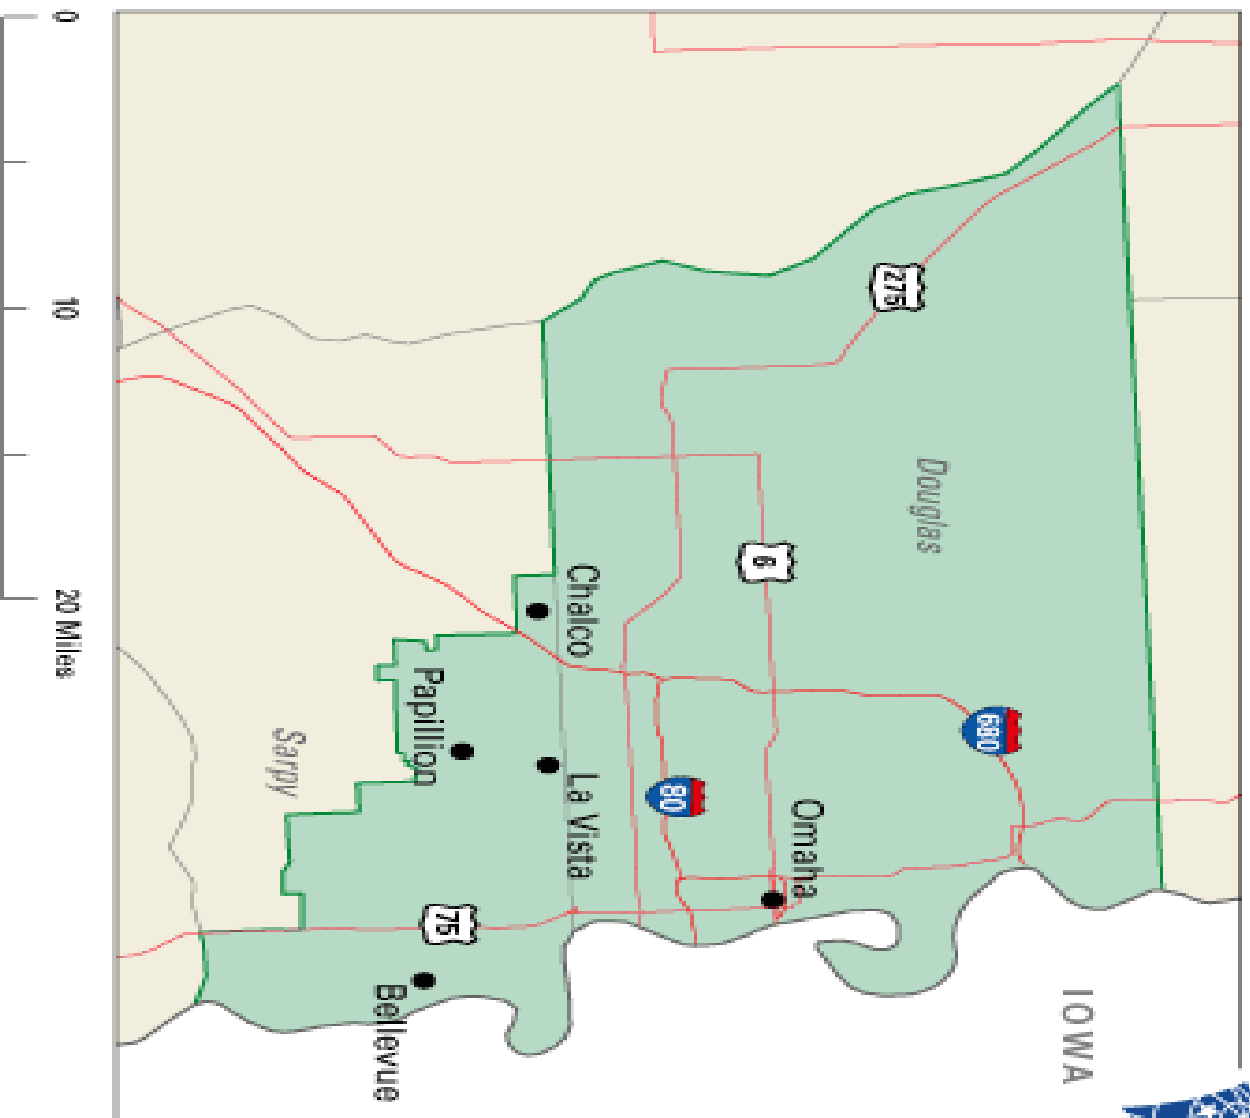 275
Douglas
6
680
IOWA
Omaha
80
Chalco
La Vista
Papillion
75
Bellevue
Sarpy
0
10
20 Miles